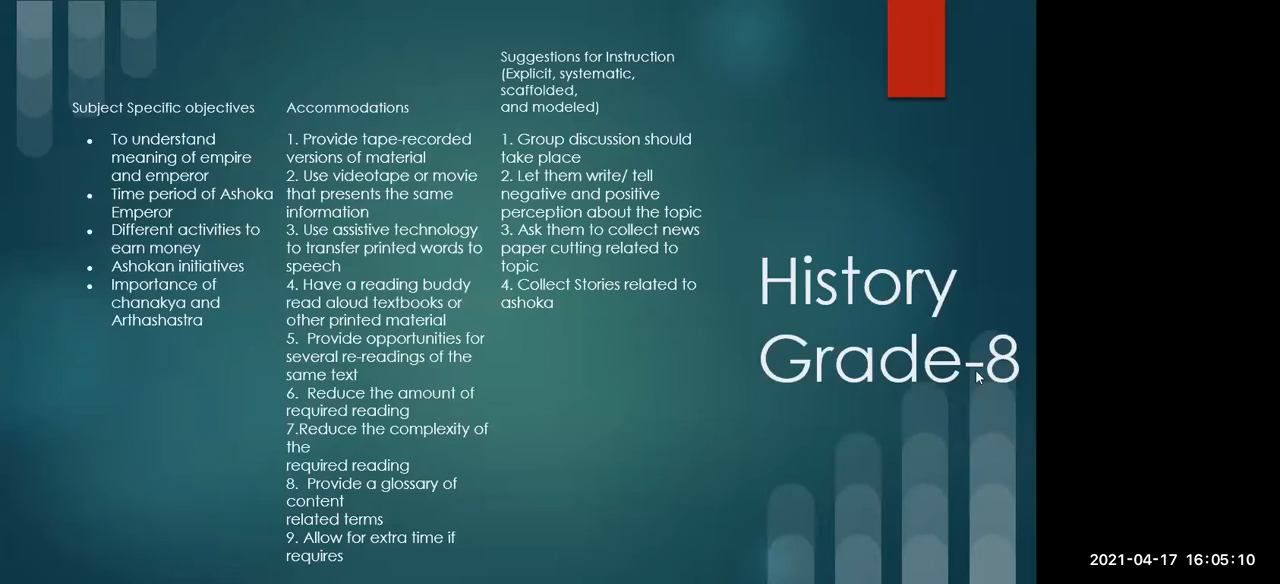 Subject Specific objectives
To understand
meaning of empire
and emperor
Time period of Ashoka
Emperor
Different activities to
earn money
Ashokan initiatives
Importance of
chanakya and
Arthashastra
Accommodations
1. Provide tape-recorded
versions of material
2. Use videotape or movie
that presents the same
information
3. Use assistive technology
to transfer printed words to
speech
4. Have a reading buddy
read aloud textbooks or
other printed material
5.  Provide opportunities for
several re-readings of the
same text
6.  Reduce the amount of
required reading
7.Reduce the complexity of
the
required reading
8.  Provide a glossary of
content
related terms
9. Allow for extra time if
requires
Suggestions for Instruction
(Explicit, systematic,
scaffolded,
and modeled)
1. Group discussion should
take place
2. Let them write/ tell
negative and positive
perception about the topic
3. Ask them to collect news
paper cutting related to
topic
4. Collect Stories related to
ashoka
History
Grade-8
2021-04-17 16:05:10